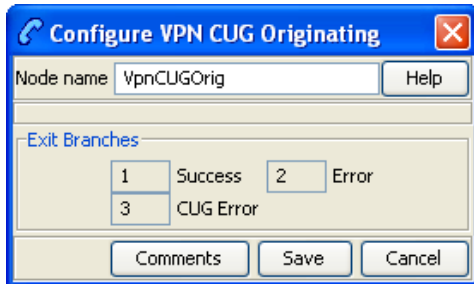 Configure VPN CUG Originating
Node name VpnCUGOrig Help
Exit Branches
1 Success 2 Error
3 CUG Error
Comments Save Cancel